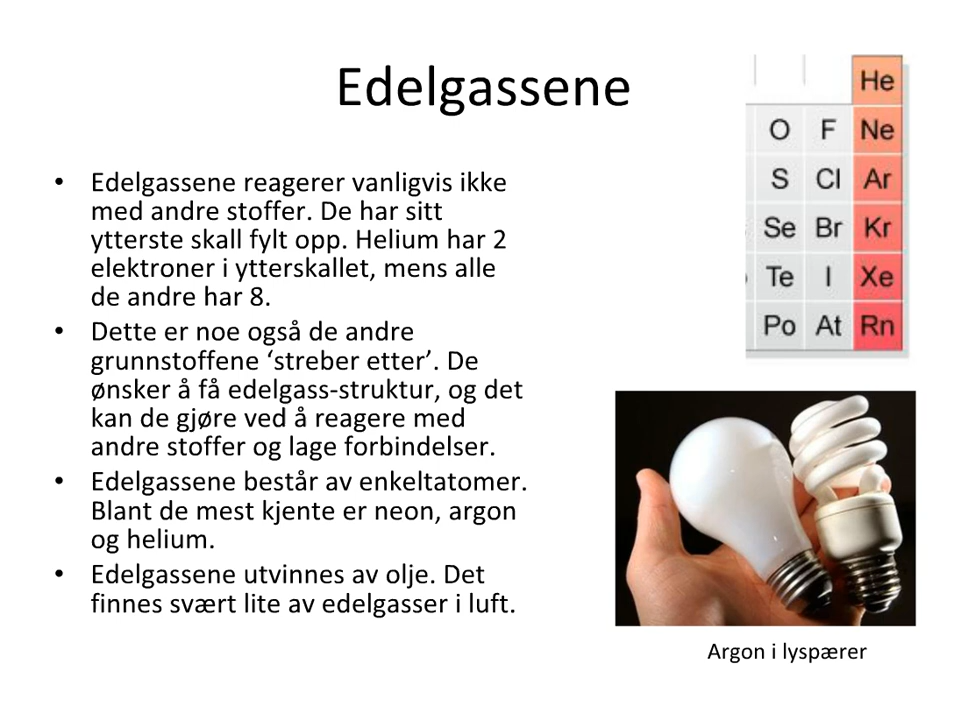 Edelgassene
• Edelgassene reagerer vanligvis ikke
med andre stoffer. De har sitt
ytterste skall fylt opp. Helium har 2
elektroner i ytterskallet, mens alle
de andre har 8.
• Dette er noe også de andre
grunnstoffene ‘streber etter’. De
ønsker å få edelgass-struktur, og det
kan de gjøre ved å reagere med
andre stoffer og lage forbindelser.
• Edelgassene består av enkeltatomer.
Blant de mest kjente er neon, argon
og helium.
• Edelgassene utvinnes av olje. Det
finnes svært lite av edelgasser i luft.
He
O F Ne
S Cl Ar
Se Br Kr
Te I Xe
Po At Rn
Argon i lyspærer